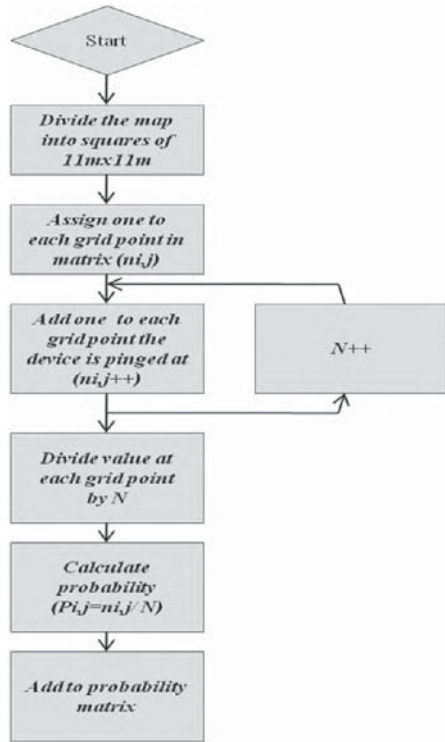 Start
Divide the map
into squares of
11mx11m
Assign one to
each grid point in
matrix (ni,j)
Add one to each
grid point the
device is pinged at
(ni,j++)
N++
Divide value at
each grid point
by N
Calculate
probability
(Pi,j=ni,j/N)
Add to probability
matrix